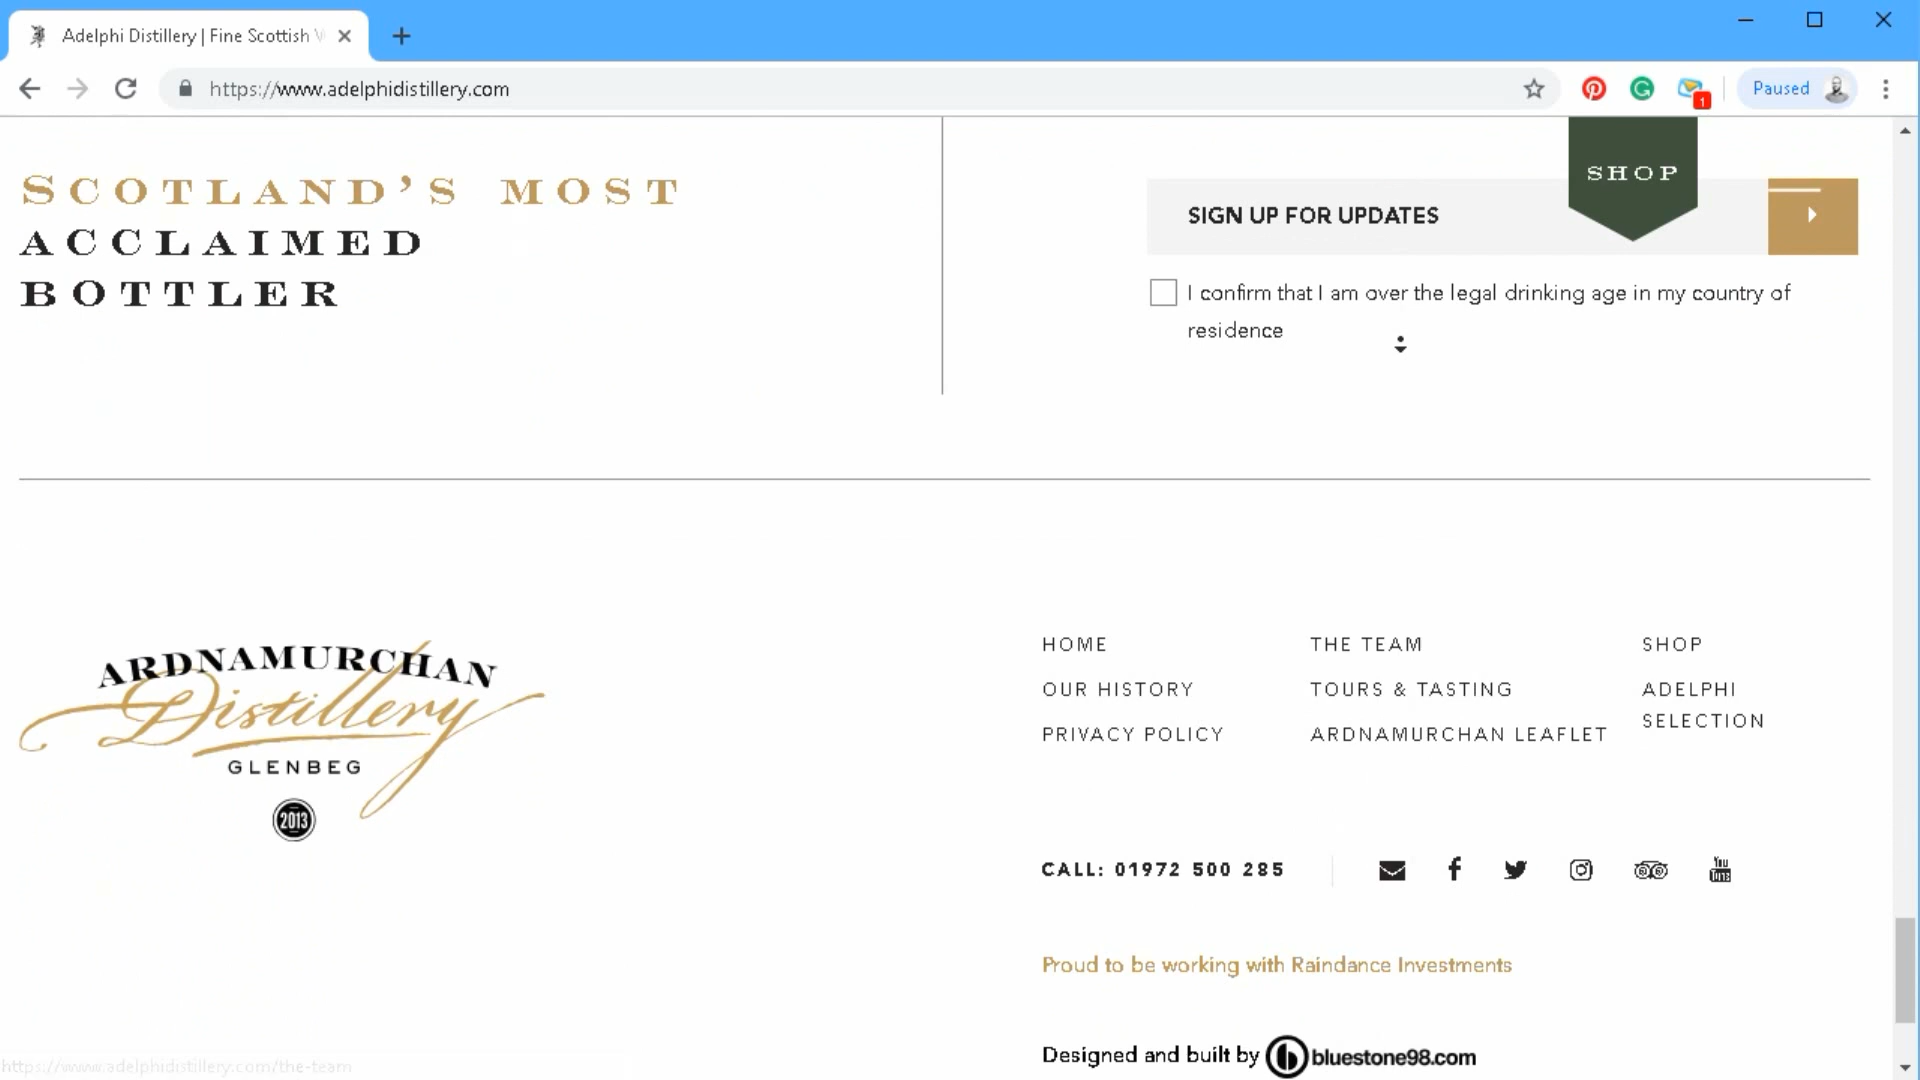 Adelphi Distillery | Fine Scottish
https://www.adelphidistillery.com
1
Paused
SCOTLAND'S MOST
ACCLAIMED
BOTTLER
SHOP
SIGN UP FOR UPDATES
I confirm that I am over the legal drinking age in my country of
residence
ARDNAMURCHAN
Distillery
GLENBEG
2013
HOME
THE TEAM
SHOP
OUR HISTORY
TOURS & TASTING
ADELPHI
SELECTION
PRIVACY POLICY
ARDNAMURCHAN LEAFLET
CALL: 01972 500 285
You
Tube
Proud to be working with Raindance Investments
Designed and built by bluestone98.com
https://www.adelphidistillery.com/the-team